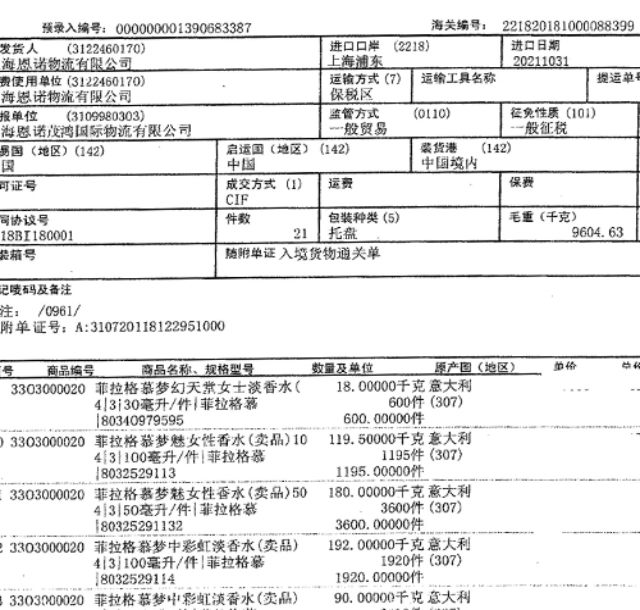 预录入编号: 000000001390683387 海关编号: 221820181000088399
发货人 (3122460170) 进口口岸 (2218) 进口日期
海恩诺物流有限公司 上海浦东 20211031
费使用单位 (3122460170) 运输方式 (7) 运输工具名称 提运单号
海恩诺物流有限公司 保税区
报单位 (3109980303) 监管方式 (0110) 征免性质 (101)
海恩诺茂鸿国际物流有限公司 一般贸易 一般征税
易国(地区)(142) 启运国(地区)(142) 装货港 (142)
国 中国 中国境内
可证号 成交方式 (1) 运费 保费
CIF
同协议号 件数 包装种类 (5) 毛重(千克)
18BI180001 21 托盘 9604.63
装箱号 随附单证 入境货物通关单
记唛码及备注
注: /0961/
附单证号: A:310720118122951000
号 商品编号 商品名称、规格型号 数量及单位 原产国(地区) 单价
3303000020 菲拉格慕梦幻天堂女士淡香水( 18.00000千克 意大利
4|3|30毫升/件|菲拉格慕 600件 (307)
|80340979595 600.00000件
0 3303000020 菲拉格慕梦魅女性香水(卖品)10 119.50000千克 意大利
4|3|100毫升/件|菲拉格慕 1195件 (307)
|8032529113 1195.00000件
3303000020 菲拉格慕梦魅女性香水(卖品)50 180.00000千克 意大利
4|3|50毫升/件|菲拉格慕 3600件 (307)
|80325291132 3600.00000件
2 3303000020 菲拉格慕梦中彩虹淡香水(卖品) 192.00000千克 意大利
4|3|100毫升/件|菲拉格慕 1920件 (307)
|8032529114 1920.00000件
3 3303000020 菲拉格慕梦中彩虹淡香水(卖品) 90.00000千克 意大利